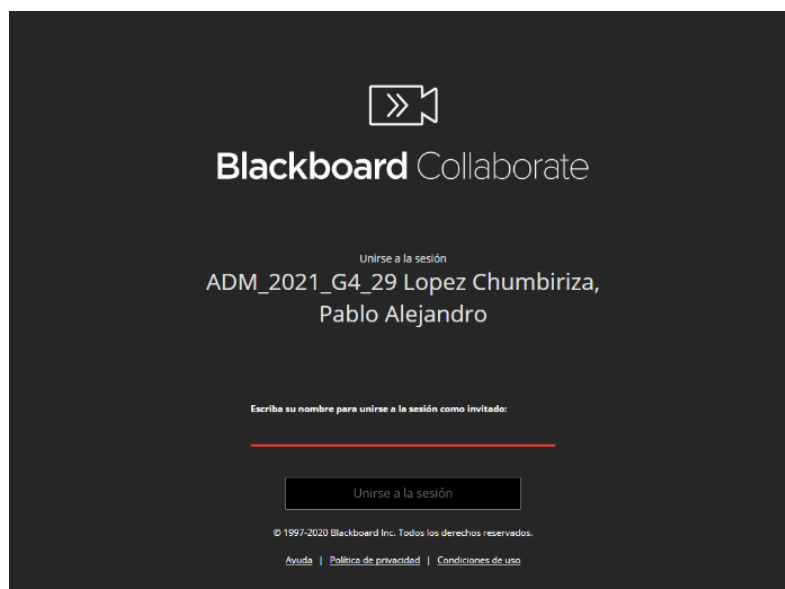 Blackboard Collaborate
Unirse a la sesión
ADM_2021_G4_29 Lopez Chumbiriza,
Pablo Alejandro
Escriba su nombre para unirse a la sesión como invitado:
Unirse a la sesión
© 1997-2020 Blackboard Inc. Todos los derechos reservados.
Ayuda | Política de privacidad | Condiciones de uso